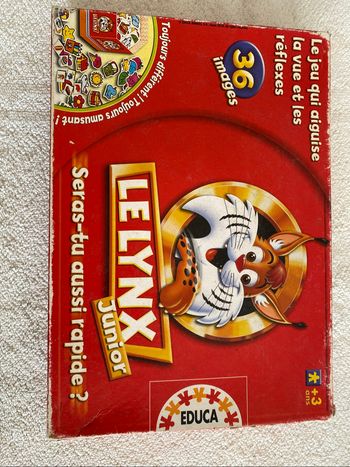 Le jeu qui aiguise
la vue et les
réflexes
36
images
Toujours différent ! Toujours amusant !
LE LYNX
Junior
Seras-tu aussi rapide ?
EDUCA
+3